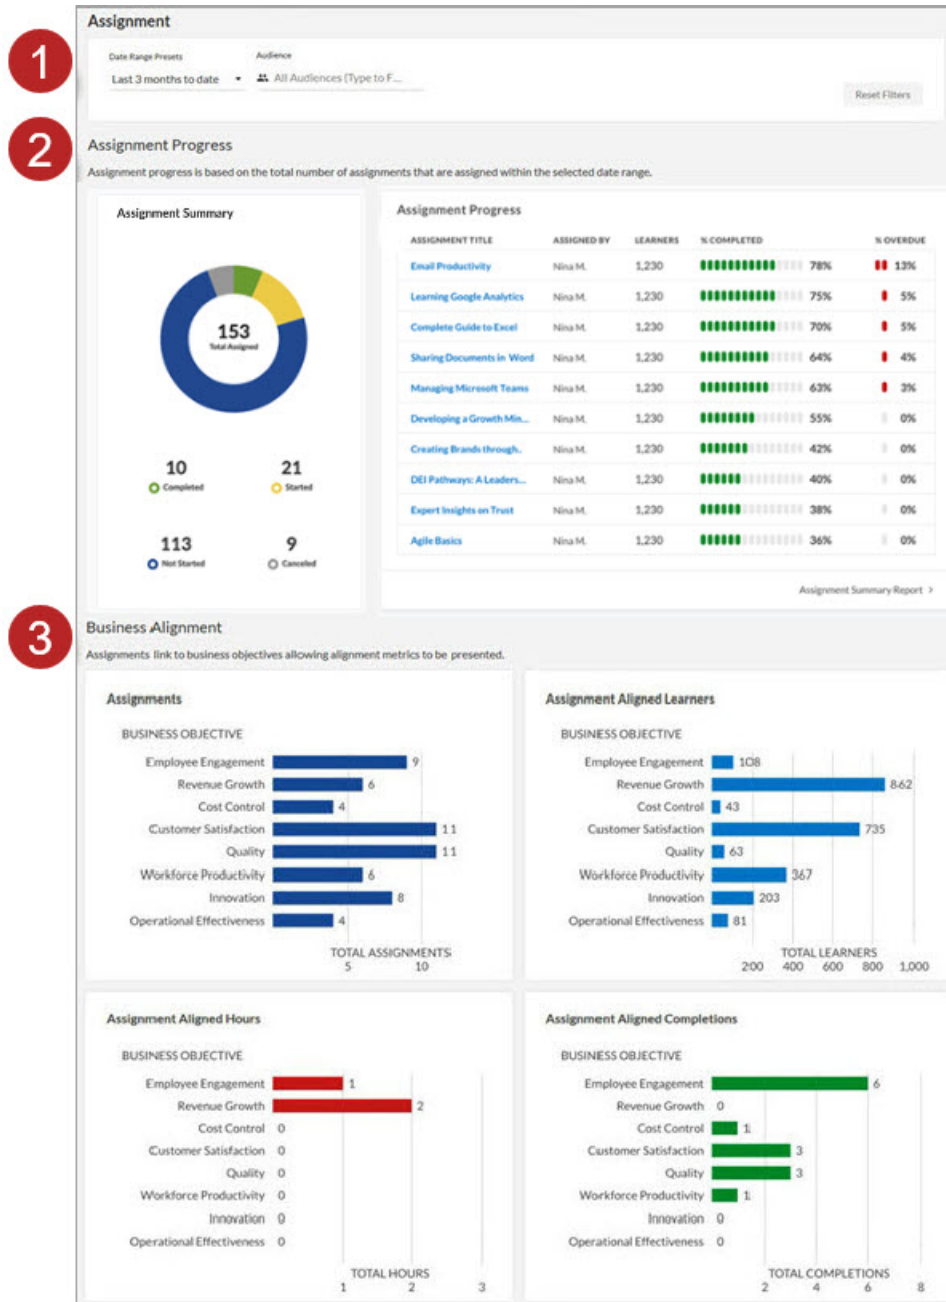 1
Assignment
Date Range Presets Audience
Last 3 months to date All Audiences (Type to F...
Reset Filters
2
Assignment Progress
Assignment progress is based on the total number of assignments that are assigned within the selected date range.
Assignment Summary
153
Total Assigned
10 21
Completed Started
113 9
Not Started Canceled
Assignment Progress
ASSIGNMENT TITLE ASSIGNED BY LEARNERS % COMPLETED % OVERDUE
Email Productivity Nina M. 1,230 78% 13%
Learning Google Analytics Nina M. 1,230 75% 5%
Complete Guide to Excel Nina M. 1,230 70% 5%
Sharing Documents in Word Nina M. 1,230 64% 4%
Managing Microsoft Teams Nina M. 1,230 63% 3%
Developing a Growth Min... Nina M. 1,230 55% 0%
Creating Brands through.. Nina M. 1,230 42% 0%
DEI Pathways: A Leaders... Nina M. 1,230 40% 0%
Expert Insights on Trust Nina M. 1,230 38% 0%
Agile Basics Nina M. 1,230 36% 0%
Assignment Summary Report >
3
Business Alignment
Assignments link to business objectives allowing alignment metrics to be presented.
Assignments
BUSINESS OBJECTIVE
Employee Engagement 9
Revenue Growth 6
Cost Control 4
Customer Satisfaction 11
Quality 11
Workforce Productivity 6
Innovation 8
Operational Effectiveness 4
TOTAL ASSIGNMENTS
5 10
Assignment Aligned Learners
BUSINESS OBJECTIVE
Employee Engagement 108
Revenue Growth 862
Cost Control 43
Customer Satisfaction 735
Quality 63
Workforce Productivity 367
Innovation 203
Operational Effectiveness 81
TOTAL LEARNERS
200 400 600 800 1,000
Assignment Aligned Hours
BUSINESS OBJECTIVE
Employee Engagement 1
Revenue Growth 2
Cost Control 0
Customer Satisfaction 0
Quality 0
Workforce Productivity 0
Innovation 0
Operational Effectiveness 0
TOTAL HOURS
1 2 3
Assignment Aligned Completions
BUSINESS OBJECTIVE
Employee Engagement 6
Revenue Growth 0
Cost Control 1
Customer Satisfaction 3
Quality 3
Workforce Productivity 1
Innovation 0
Operational Effectiveness 0
TOTAL COMPLETIONS
2 4 6 8